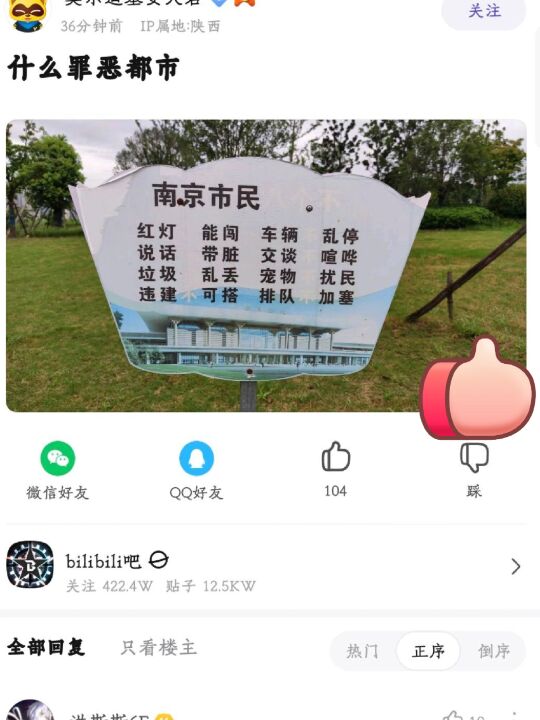 36分钟前 IP属地:陕西
关注
什么罪恶都市
南京市民
红灯 能闯 车辆 乱停
说话 带脏 交谈 喧哗
垃圾 乱丢 宠物 扰民
违建 可搭 排队 加塞
微信好友 QQ好友 104 踩
bilibili吧
关注 422.4W 贴子 12.5KW
全部回复 只看楼主 热门 正序 倒序